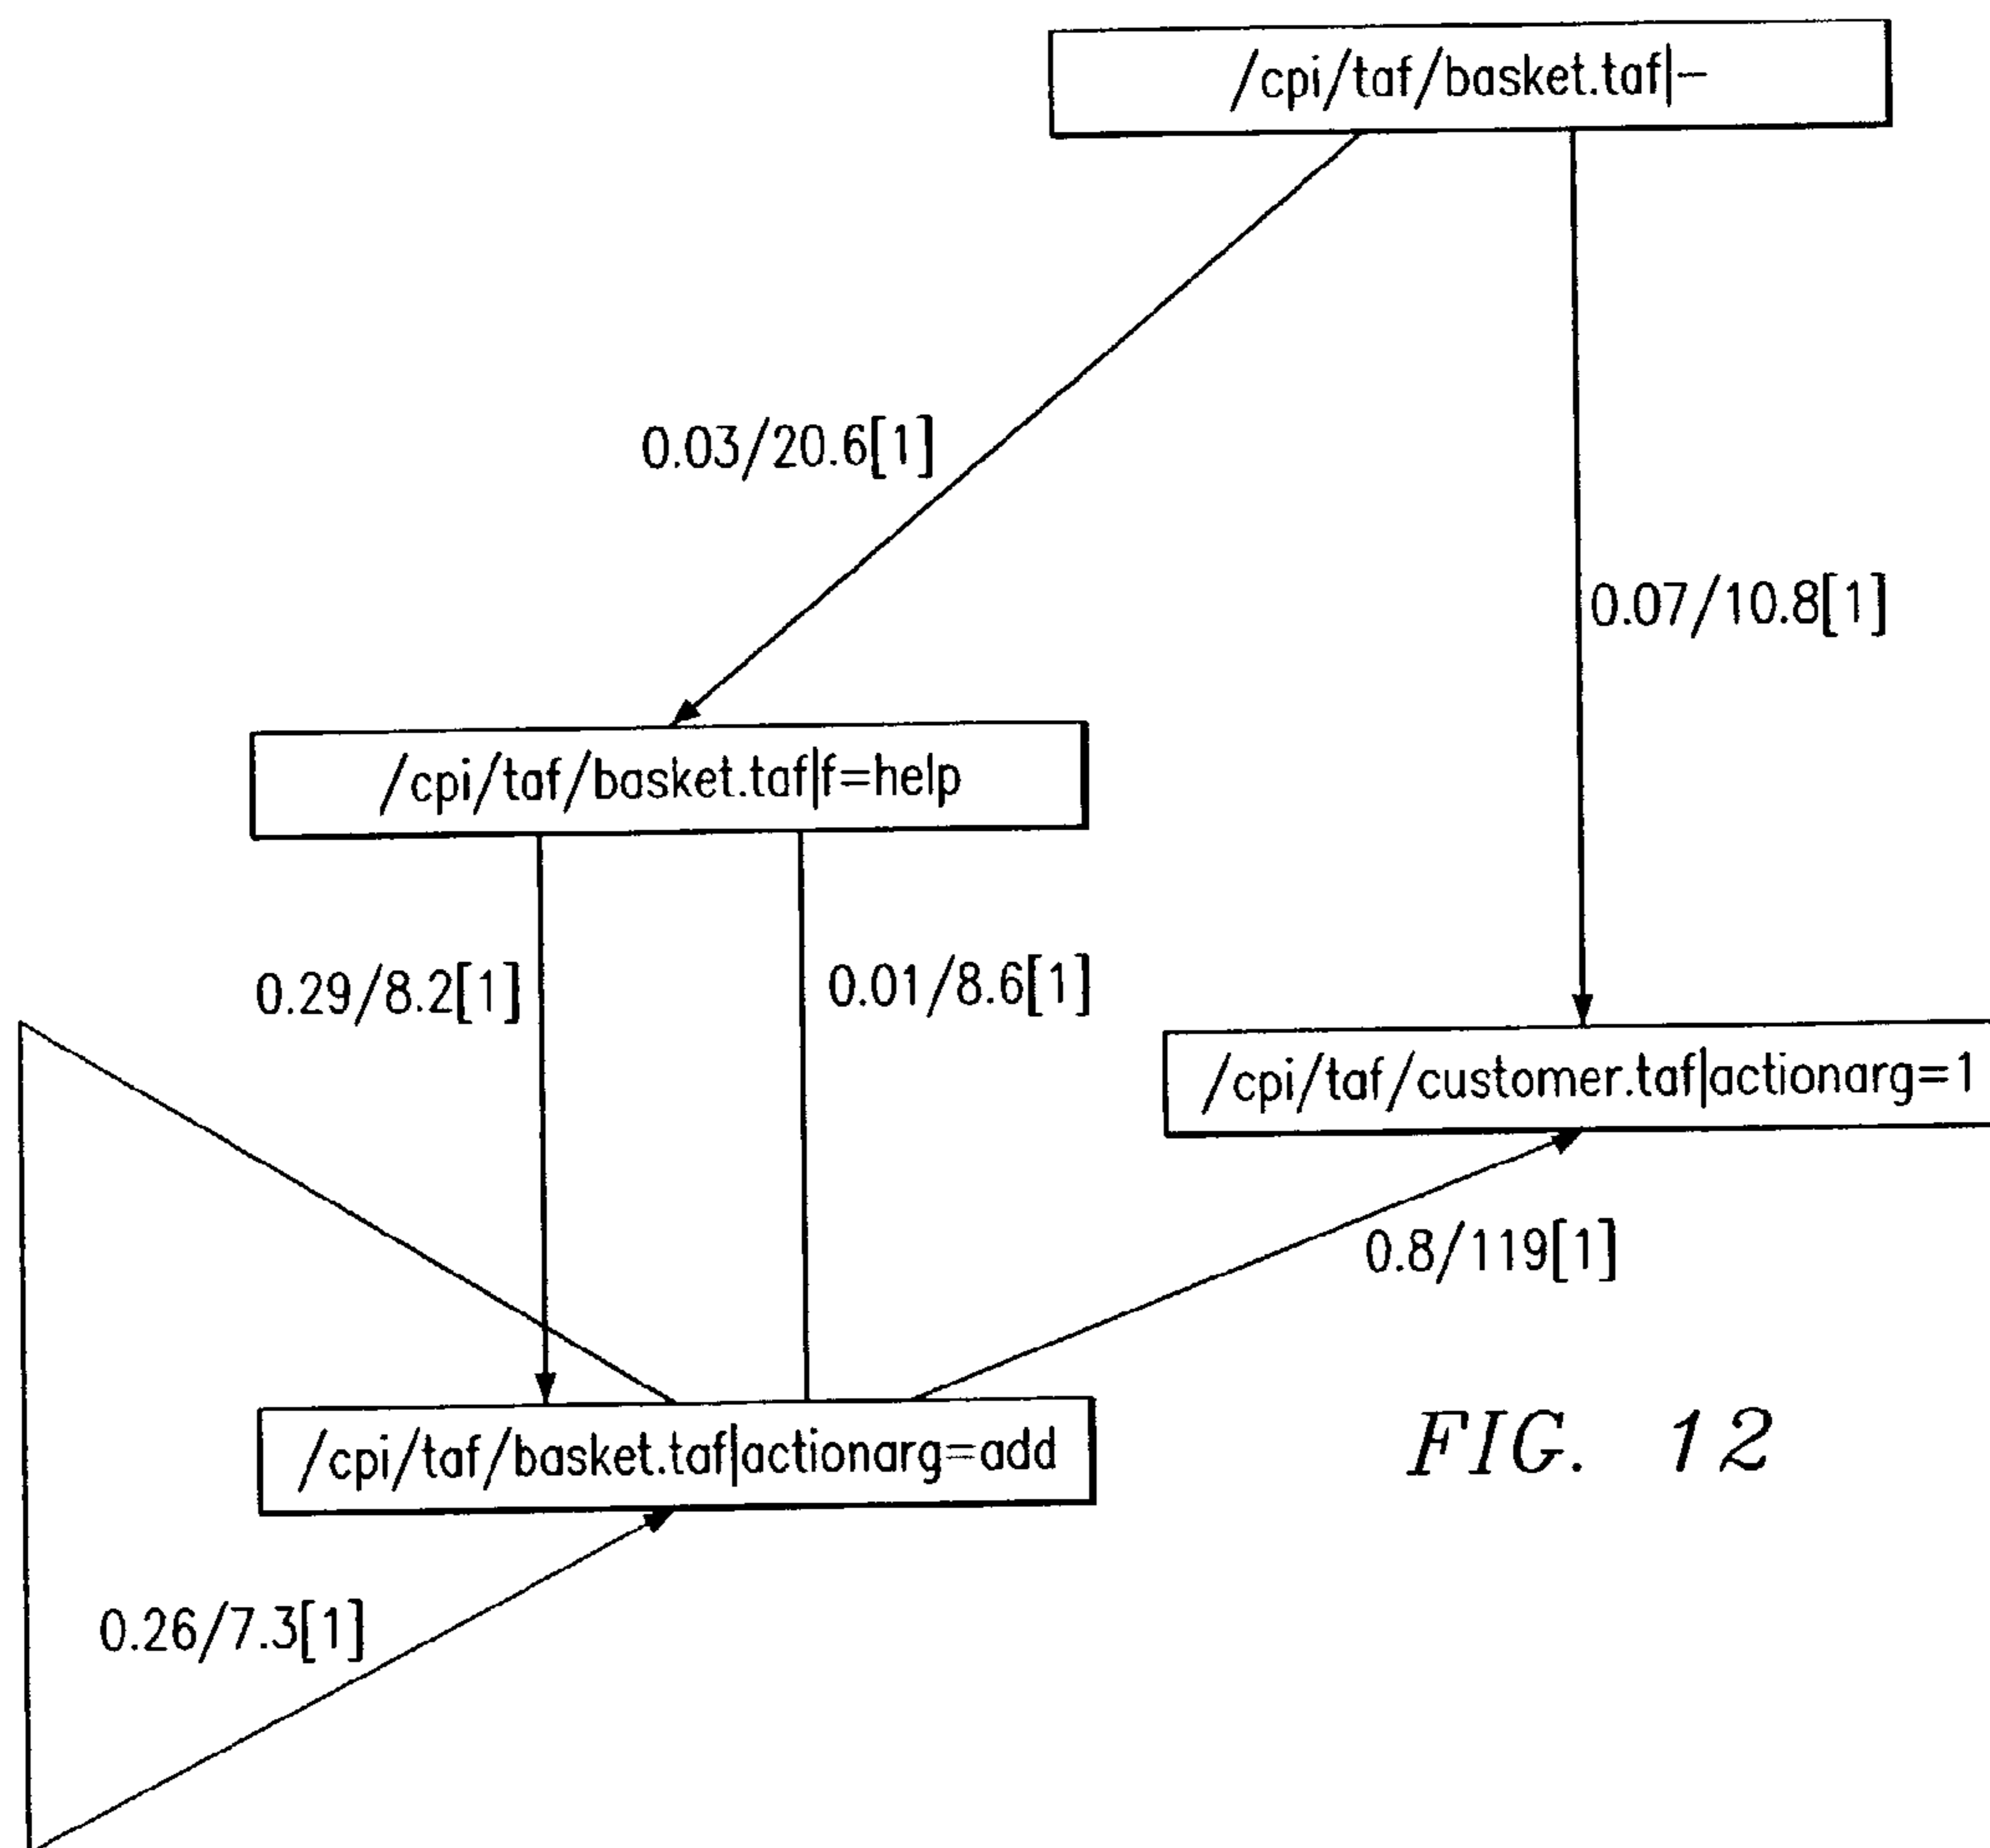 /cpi/taf/basket.taf|–
0.03/20.6[1]
0.07/10.8[1]
/cpi/taf/basket.taf|f=help
0.29/8.2[1]
0.01/8.6[1]
/cpi/taf/customer.taf|actionarg=1
0.8/119[1]
/cpi/taf/basket.taf|actionarg=add
FIG. 12
0.26/7.3[1]